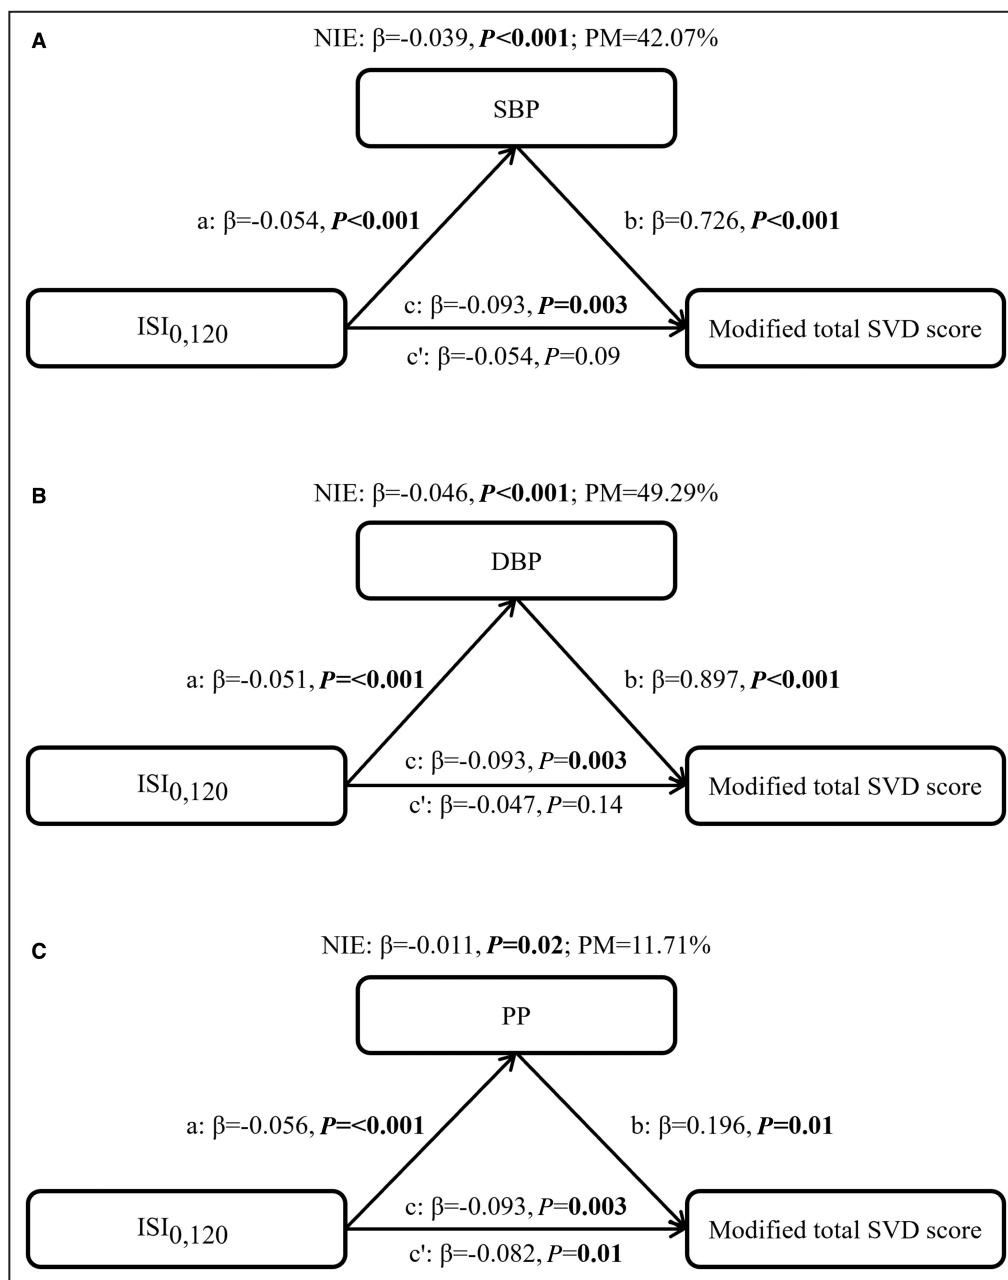 A
NIE: β=-0.039, P<0.001; PM=42.07%
SBP
a: β=-0.054, P<0.001
b: β=0.726, P<0.001
ISI0,120
c: β=-0.093, P=0.003
c': β=-0.054, P=0.09
Modified total SVD score
B
NIE: β=-0.046, P<0.001; PM=49.29%
DBP
a: β=-0.051, P=<0.001
b: β=0.897, P<0.001
ISI0,120
c: β=-0.093, P=0.003
c': β=-0.047, P=0.14
Modified total SVD score
C
NIE: β=-0.011, P=0.02; PM=11.71%
PP
a: β=-0.056, P=<0.001
b: β=0.196, P=0.01
ISI0,120
c: β=-0.093, P=0.003
c': β=-0.082, P=0.01
Modified total SVD score